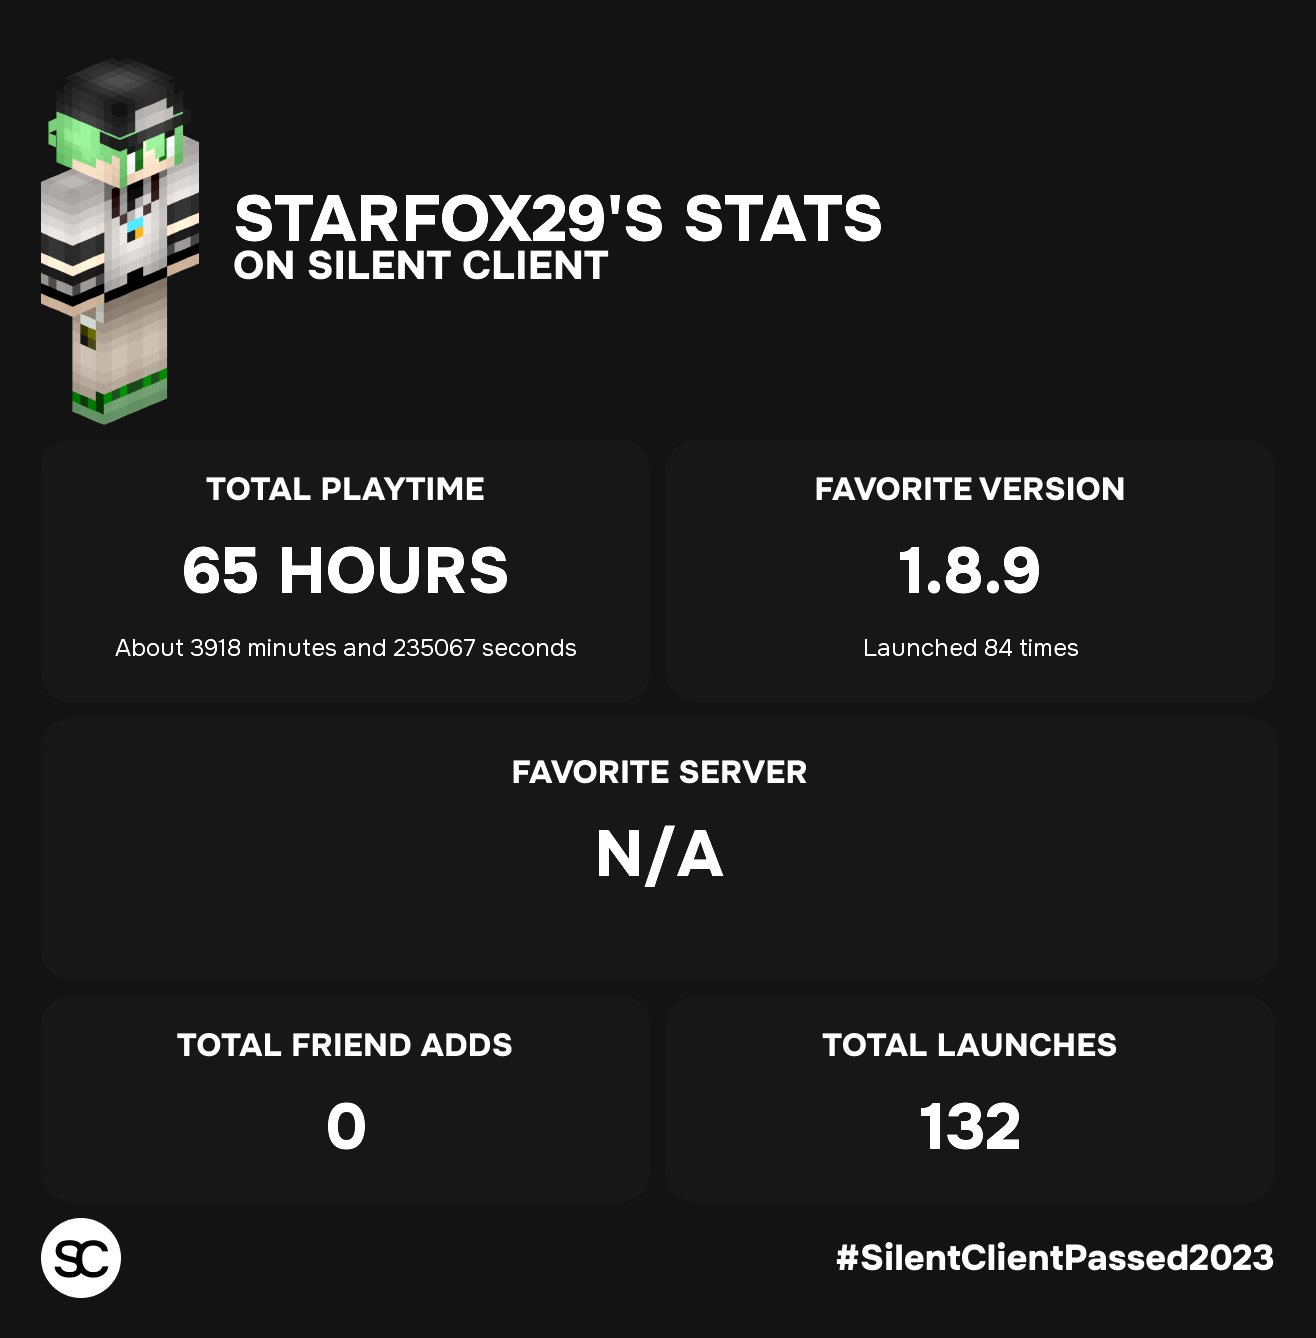 STARFOX29'S STATS
ON SILENT CLIENT
TOTAL PLAYTIME
65 HOURS
About 3918 minutes and 235067 seconds
FAVORITE VERSION
1.8.9
Launched 84 times
FAVORITE SERVER
N/A
TOTAL FRIEND ADDS
0
TOTAL LAUNCHES
132
SC
#SilentClientPassed2023